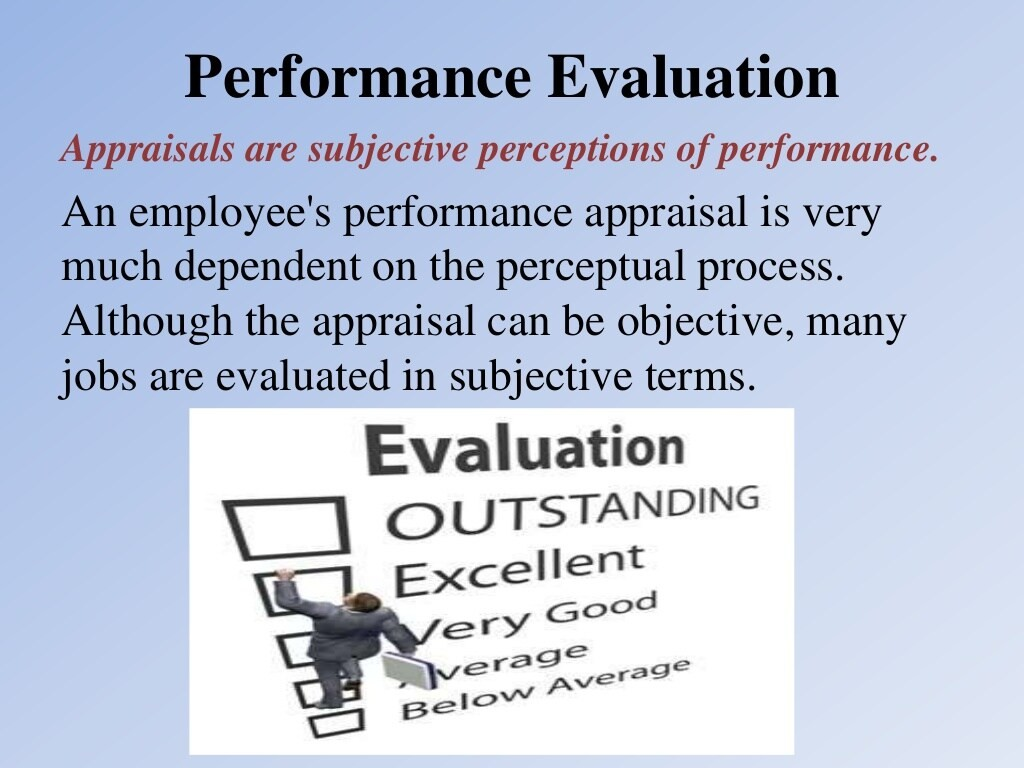 Performance Evaluation
Appraisals are subjective perceptions of performance.
An employee's performance appraisal is very
much dependent on the perceptual process.
Although the appraisal can be objective, many
jobs are evaluated in subjective terms.
Evaluation
OUTSTANDING
Excellent
Very Good
Average
Below Average